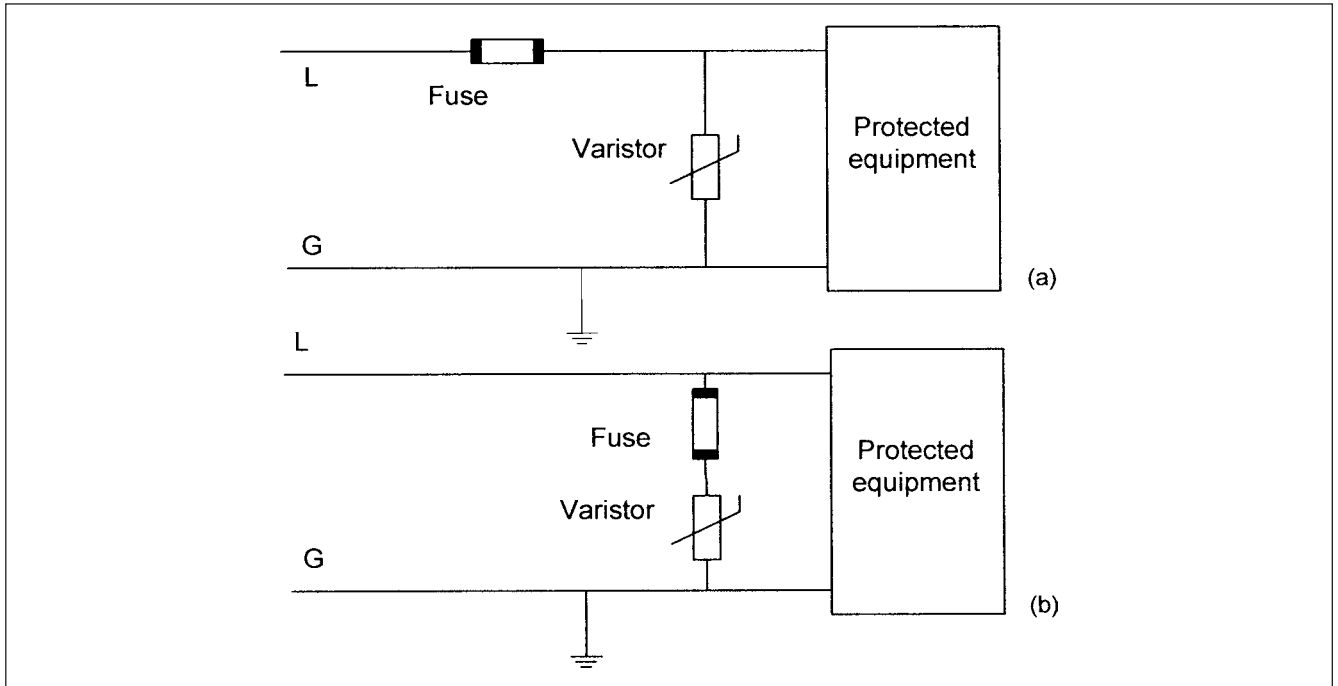 L
Fuse
Varistor
Protected
equipment
G
(a)
L
Fuse
Varistor
Protected
equipment
G
(b)